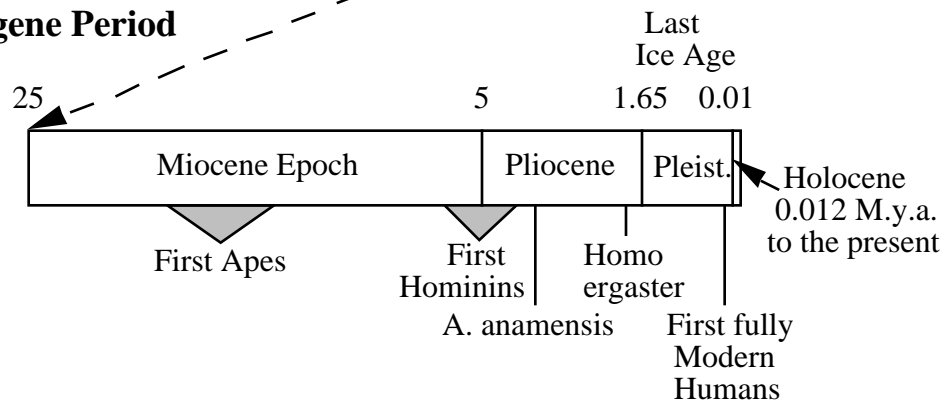 gene Period
Last
Ice Age
25
5
1.65
0.01
Miocene Epoch
Pliocene
Pleist.
Holocene
0.012 M.y.a.
to the present
First Apes
First
Hominins
A. anamensis
Homo
ergaster
First fully
Modern
Humans